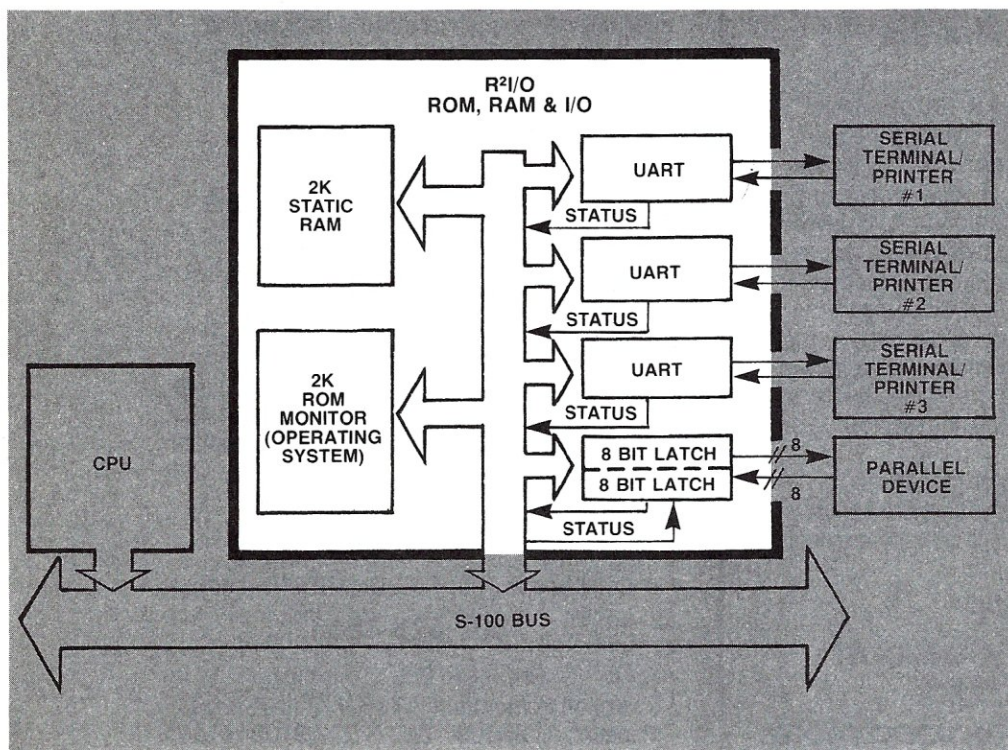 R²I/O
ROM, RAM & I/O
2K
STATIC
RAM
UART
STATUS
SERIAL
TERMINAL/
PRINTER
#1
UART
STATUS
SERIAL
TERMINAL/
PRINTER
#2
2K
ROM
MONITOR
(OPERATING
SYSTEM)
UART
STATUS
SERIAL
TERMINAL/
PRINTER
#3
CPU
8 BIT LATCH
8 BIT LATCH
STATUS
8
8
PARALLEL
DEVICE
S-100 BUS